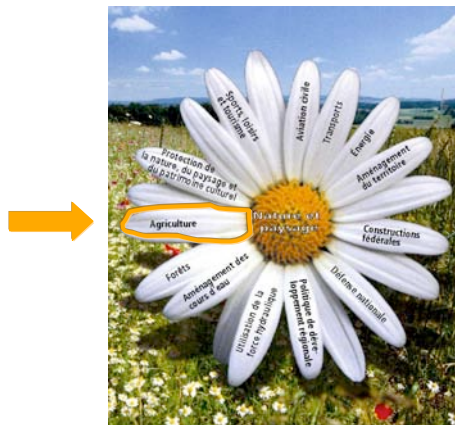 Sports, loisirs
et tourisme
Aviation civile
Transports
Énergie
Aménagement
du territoire
Protection de
la nature, du paysage et
du patrimoine culturel
Nature et
paysage
Agriculture
Constructions
fédérales
Forêts
Aménagement des
cours d'eau
Défense nationale
Utilisation de la
force hydraulique
Politique de déve-
loppement régionale